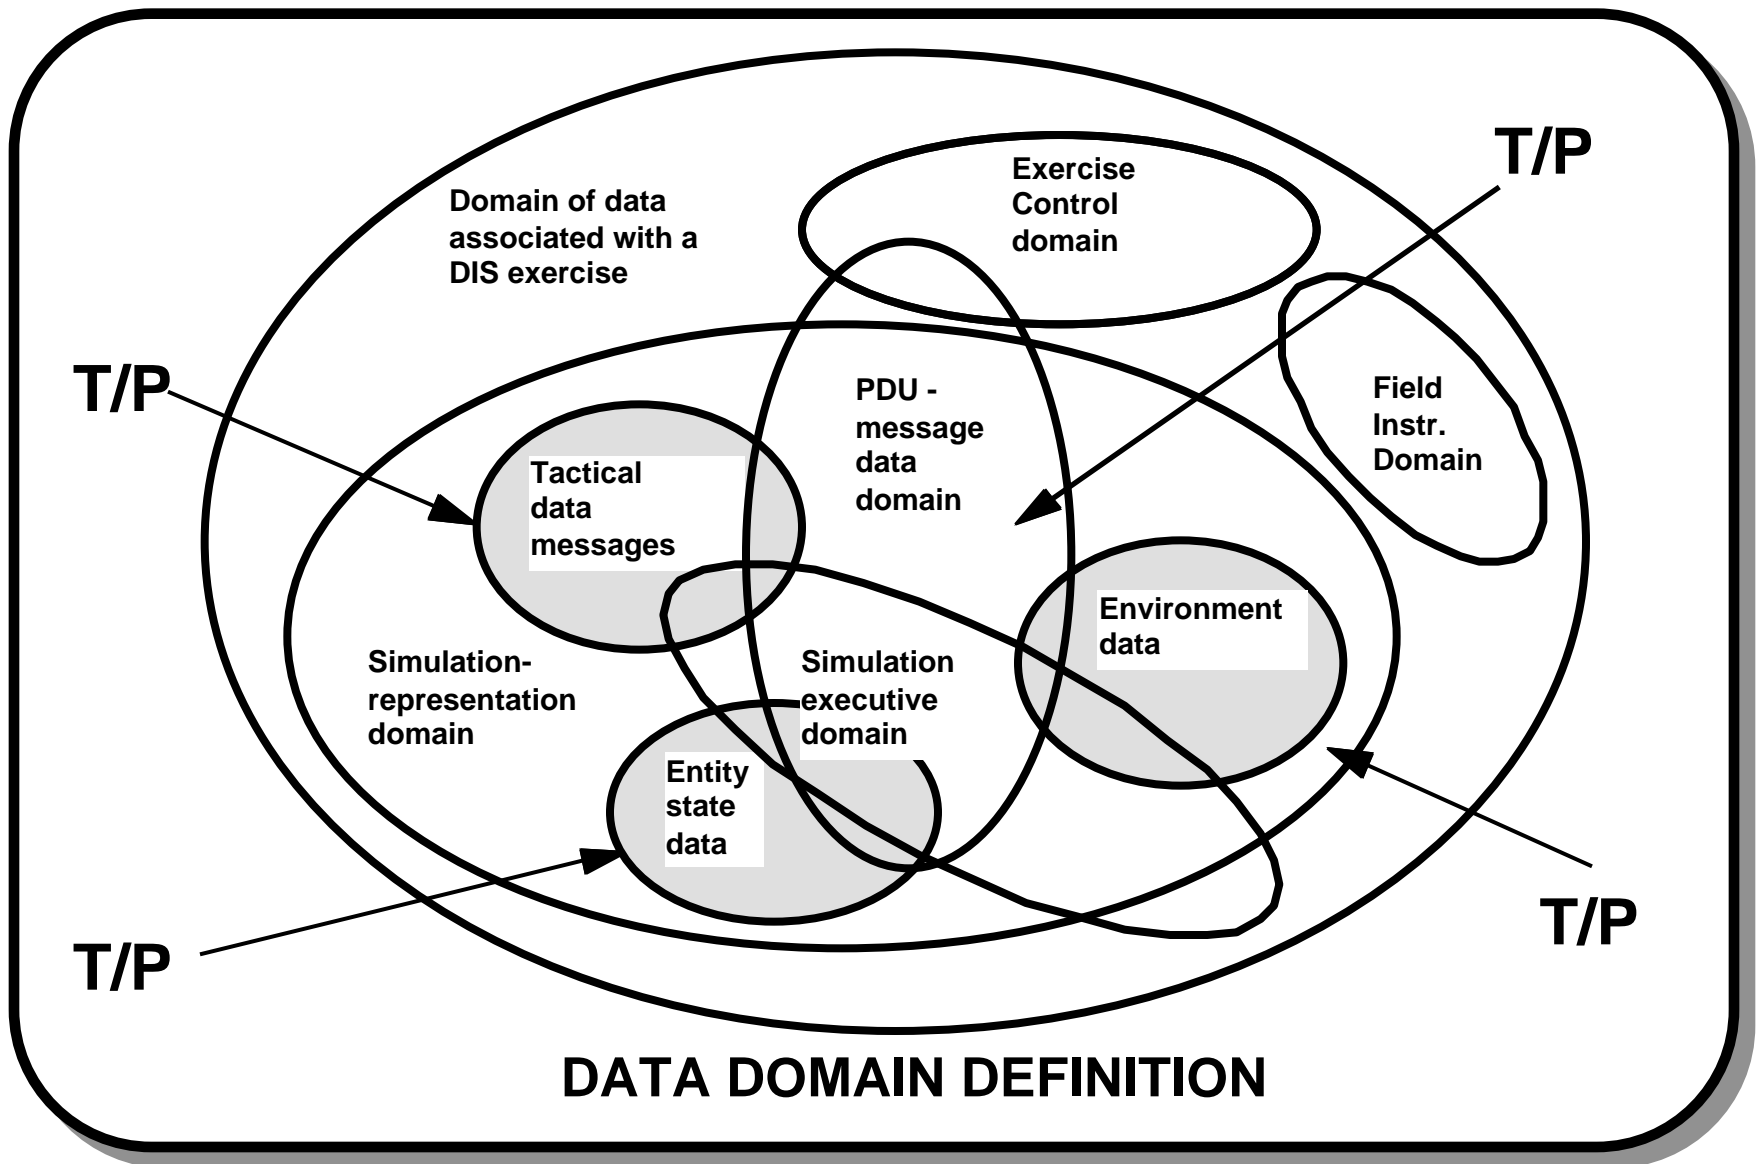 T/P
Exercise
Control
domain
Domain of data
associated with a
DIS exercise
T/P
PDU -
message
data
domain
Field
Instr.
Domain
Tactical
data
messages
Environment
data
Simulation-
representation
domain
Simulation
executive
domain
Entity
state
data
T/P
T/P
DATA DOMAIN DEFINITION